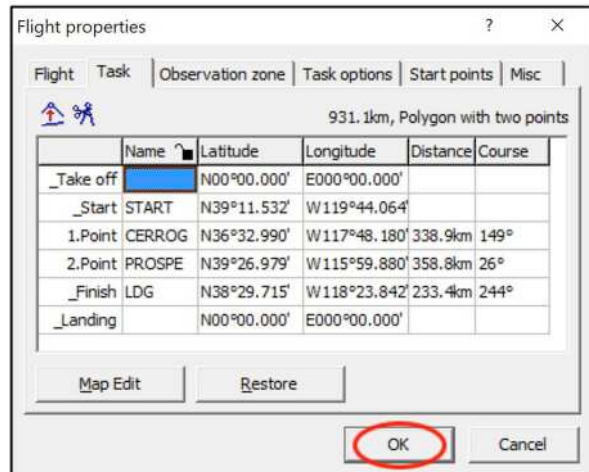 Flight properties ? ×
Flight Task Observation zone Task options Start points Misc
931.1km, Polygon with two points
Name Latitude Longitude Distance Course
_Take off N00°00.000' E000°00.000'
_Start START N39°11.532' W119°44.064'
1.Point CERROG N36°32.990' W117°48.180' 338.9km 149°
2.Point PROSPE N39°26.979' W115°59.880' 358.8km 26°
_Finish LDG N38°29.715' W118°23.842' 233.4km 244°
_Landing N00°00.000' E000°00.000'
Map Edit Restore
OK Cancel